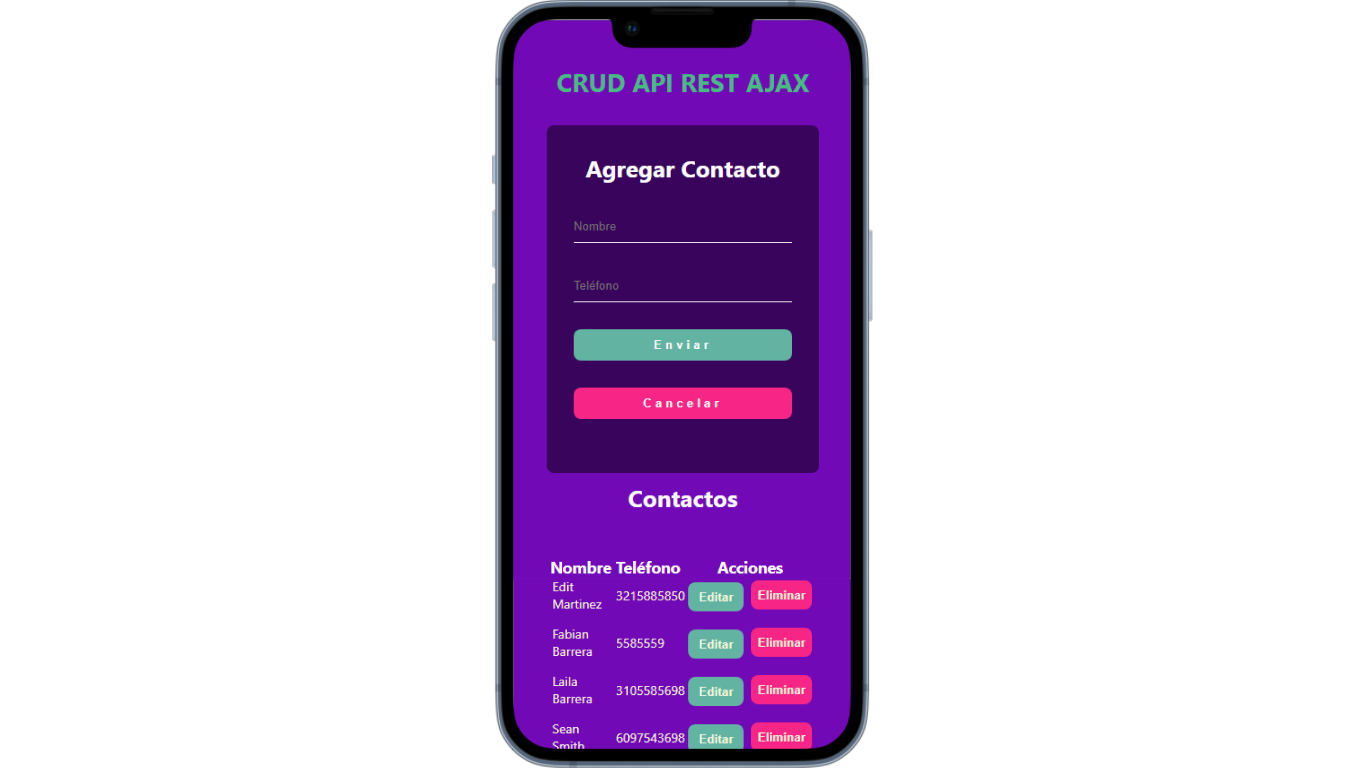 CRUD API REST AJAX
Agregar Contacto
Nombre
Teléfono
Enviar
Cancelar
Contactos
Nombre Teléfono Acciones
Edit
Martinez 3215885850 Editar Eliminar
Fabian
Barrera 5585559 Editar Eliminar
Laila
Barrera 3105585698 Editar Eliminar
Sean
Smith 6097543698 Editar Eliminar